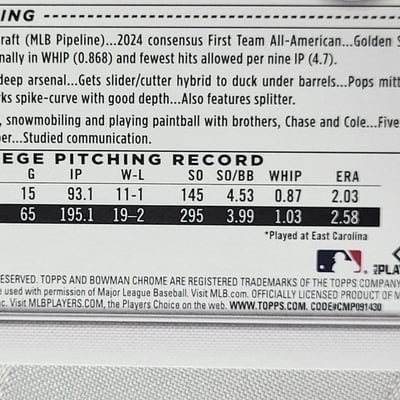 ING
raft (MLB Pipeline)...2024 consensus First Team All-American...Golden S
nally in WHIP (0.868) and fewest hits allowed per nine IP (4.7).
deep arsenal...Gets slider/cutter hybrid to duck under barrels...Pops mitt
ks spike-curve with good depth...Also features splitter.
, snowmobiling and playing paintball with brothers, Chase and Cole...Five
per...Studied communication.
EGE PITCHING RECORD
G IP W-L SO SO/BB WHIP ERA
15 93.1 11-1 145 4.53 0.87 2.03
65 195.1 19-2 295 3.99 1.03 2.58
*Played at East Carolina
PLAY
ESERVED. TOPPS AND BOWMAN CHROME ARE REGISTERED TRADEMARKS OF THE TOPPS COMPANY
e used with permission of Major League Baseball. Visit MLB.com. OFFICIALLY LICENSED PRODUCT OF M
nc. Visit MLBPLAYERS.COM, the Players Choice on the web. WWW.TOPPS.COM. CODE#CMP091430